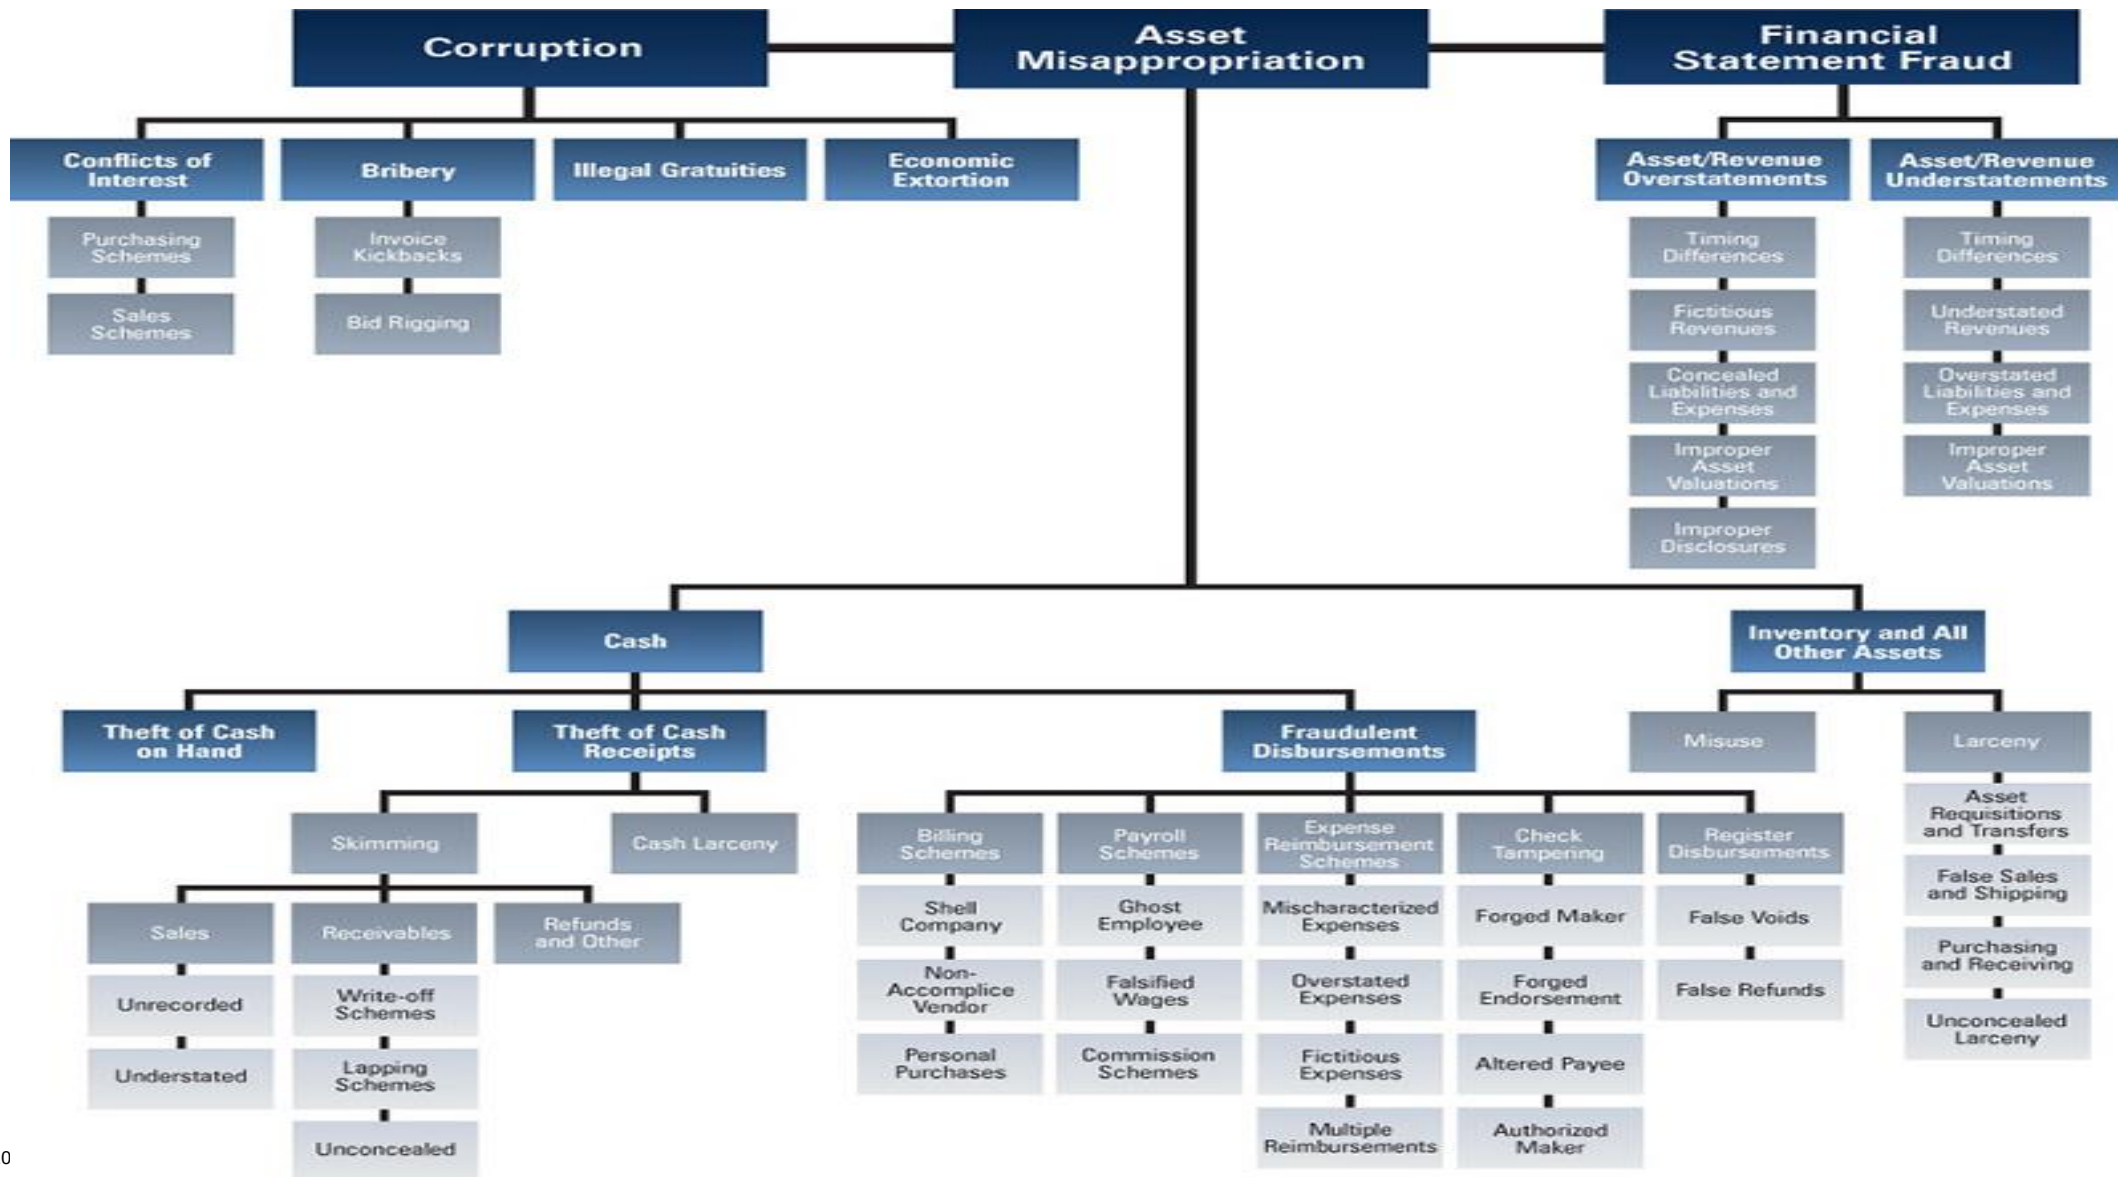 Corruption
Asset
Misappropriation
Financial
Statement Fraud
Conflicts of
Interest
Bribery
Illegal Gratuities
Economic
Extortion
Asset/Revenue
Overstatements
Asset/Revenue
Understatements
Purchasing
Schemes
Sales
Schemes
Invoice
Kickbacks
Bid Rigging
Timing
Differences
Fictitious
Revenues
Concealed
Liabilities and
Expenses
Improper
Asset
Valuations
Improper
Disclosures
Timing
Differences
Understated
Revenues
Overstated
Liabilities and
Expenses
Improper
Asset
Valuations
Cash
Inventory and All
Other Assets
Theft of Cash
on Hand
Theft of Cash
Receipts
Fraudulent
Disbursements
Misuse
Larceny
Asset
Requisitions
and Transfers
False Sales
and Shipping
Purchasing
and Receiving
Unconcealed
Larceny
Skimming
Cash Larceny
Sales
Unrecorded
Understated
Receivables
Write-off
Schemes
Lapping
Schemes
Unconcealed
Refunds
and Other
Billing
Schemes
Shell
Company
Non-
Accomplice
Vendor
Personal
Purchases
Payroll
Schemes
Ghost
Employee
Falsified
Wages
Commission
Schemes
Expense
Reimbursement
Schemes
Mischaracterized
Expenses
Overstated
Expenses
Fictitious
Expenses
Multiple
Reimbursements
Check
Tampering
Forged Maker
Forged
Endorsement
Altered Payee
Authorized
Maker
Register
Disbursements
False Voids
False Refunds
0